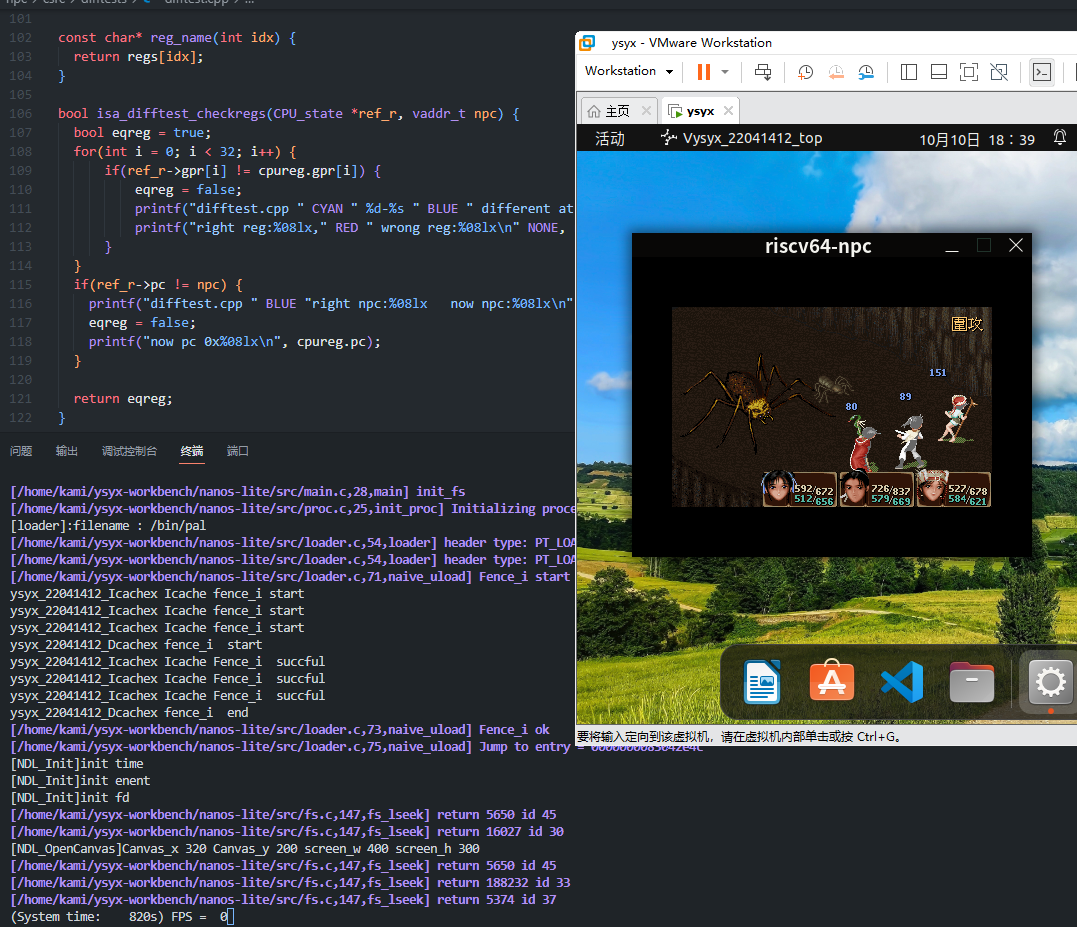 npc > csrc > difftests > difftest.cpp > ...
101
102 const char* reg_name(int idx) {
103 return regs[idx];
104 }
105
106 bool isa_difftest_checkregs(CPU_state *ref_r, vaddr_t npc) {
107 bool eqreg = true;
108 for(int i = 0; i < 32; i++) {
109 if(ref_r->gpr[i] != cpureg.gpr[i]) {
110 eqreg = false;
111 printf("difftest.cpp " CYAN " %d-%s " BLUE " different at
112 printf("right reg:%08lx," RED " wrong reg:%08lx\n" NONE,
113 }
114 }
115 if(ref_r->pc != npc) {
116 printf("difftest.cpp " BLUE "right npc:%08lx   now npc:%08lx\n"
117 eqreg = false;
118 printf("now pc 0x%08lx\n", cpureg.pc);
119 }
120
121 return eqreg;
122 }
问题 输出 调试控制台 终端 端口
[/home/kami/ysyx-workbench/nanos-lite/src/main.c,28,main] init_fs
[/home/kami/ysyx-workbench/nanos-lite/src/proc.c,25,init_proc] Initializing proce
[loader]:filename : /bin/pal
[/home/kami/ysyx-workbench/nanos-lite/src/loader.c,54,loader] header type: PT_LOA
[/home/kami/ysyx-workbench/nanos-lite/src/loader.c,54,loader] header type: PT_LOA
[/home/kami/ysyx-workbench/nanos-lite/src/loader.c,71,naive_uload] Fence_i start
ysyx_22041412_Icachex Icache fence_i start
ysyx_22041412_Icachex Icache fence_i start
ysyx_22041412_Icachex Icache fence_i start
ysyx_22041412_Dcachex fence_i  start
ysyx_22041412_Icachex Icache Fence_i  succful
ysyx_22041412_Icachex Icache Fence_i  succful
ysyx_22041412_Icachex Icache Fence_i  succful
ysyx_22041412_Dcachex fence_i  end
[/home/kami/ysyx-workbench/nanos-lite/src/loader.c,73,naive_uload] Fence_i ok
[/home/kami/ysyx-workbench/nanos-lite/src/loader.c,75,naive_uload] Jump to entry =
[NDL_Init]init time
[NDL_Init]init enent
[NDL_Init]init fd
[/home/kami/ysyx-workbench/nanos-lite/src/fs.c,147,fs_lseek] return 5650 id 45
[/home/kami/ysyx-workbench/nanos-lite/src/fs.c,147,fs_lseek] return 16027 id 30
[NDL_OpenCanvas]Canvas_x 320 Canvas_y 200 screen_w 400 screen_h 300
[/home/kami/ysyx-workbench/nanos-lite/src/fs.c,147,fs_lseek] return 5650 id 45
[/home/kami/ysyx-workbench/nanos-lite/src/fs.c,147,fs_lseek] return 188232 id 33
[/home/kami/ysyx-workbench/nanos-lite/src/fs.c,147,fs_lseek] return 5374 id 37
(System time:    820s) FPS =  0
ysyx - VMware Workstation
Workstation
主页 ysyx
活动 Vysyx_22041412_top 10月10日 18：39
riscv64-npc
圍攻
151
89
80
592/672 726/837 527/678
512/656 579/669 584/621
要将输入定向到该虚拟机，请在虚拟机内部单击或按 Ctrl+G。